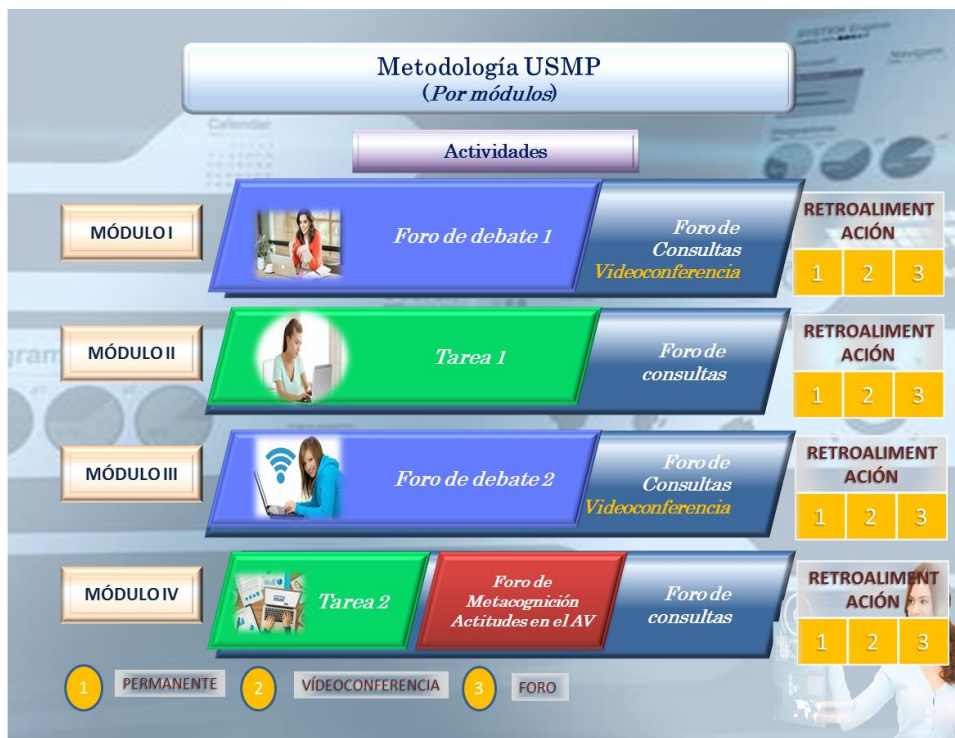 Metodología USMP
(Por módulos)
Actividades
MÓDULO I
Foro de debate 1
Foro de
Consultas
Videoconferencia
RETROALIMENT
ACIÓN
1 2 3
MÓDULO II
Tarea 1
Foro de
consultas
RETROALIMENT
ACIÓN
1 2 3
MÓDULO III
Foro de debate 2
Foro de
Consultas
Videoconferencia
RETROALIMENT
ACIÓN
1 2 3
MÓDULO IV
Tarea 2
Foro de
Metacognición
Actitudes en el AV
Foro de
consultas
RETROALIMENT
ACIÓN
1 2 3
1 PERMANENTE 2 VÍDEOCONFERENCIA 3 FORO
Calendar